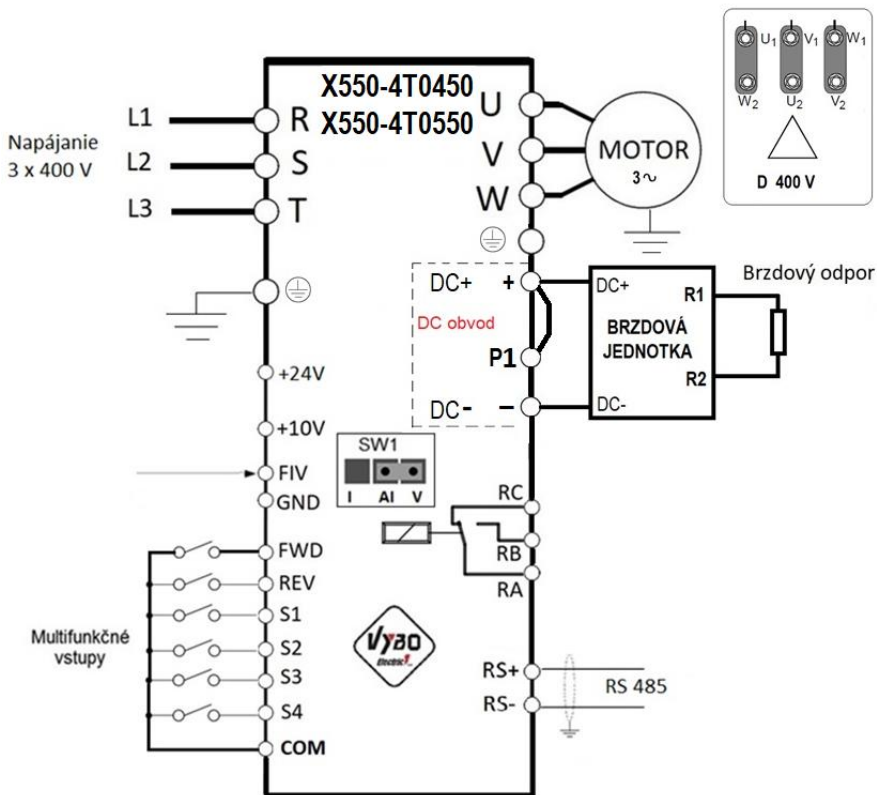 X550-4T0450
X550-4T0550
Napájanie
3 x 400 V
L1
L2
L3
R
S
T
U
V
W
MOTOR
3~
U1 V1 W1
W2 U2 V2
D 400 V
DC+ +
DC obvod
P1
DC- −
DC+
BRZDOVÁ
JEDNOTKA
DC-
R1
R2
Brzdový odpor
+24V
+10V
FIV
GND
SW1
I AI V
FWD
REV
S1
S2
S3
S4
COM
Multifunkčné
vstupy
RC
RB
RA
VYBO
Electric
RS+
RS-
RS 485